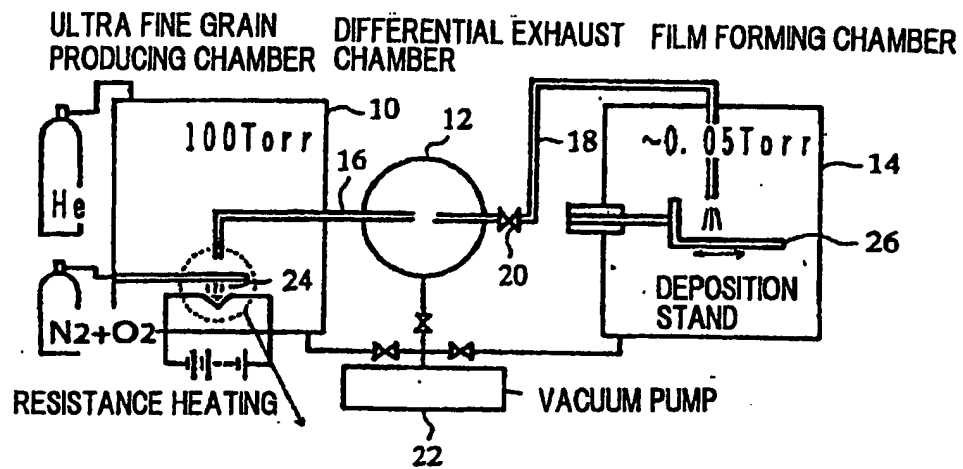 ULTRA FINE GRAIN
PRODUCING CHAMBER
DIFFERENTIAL EXHAUST
CHAMBER
FILM FORMING CHAMBER
10
100Torr
He
16
12
18
~0.05Torr
14
20
24
26
N2+O2
DEPOSITION
STAND
RESISTANCE HEATING
VACUUM PUMP
22